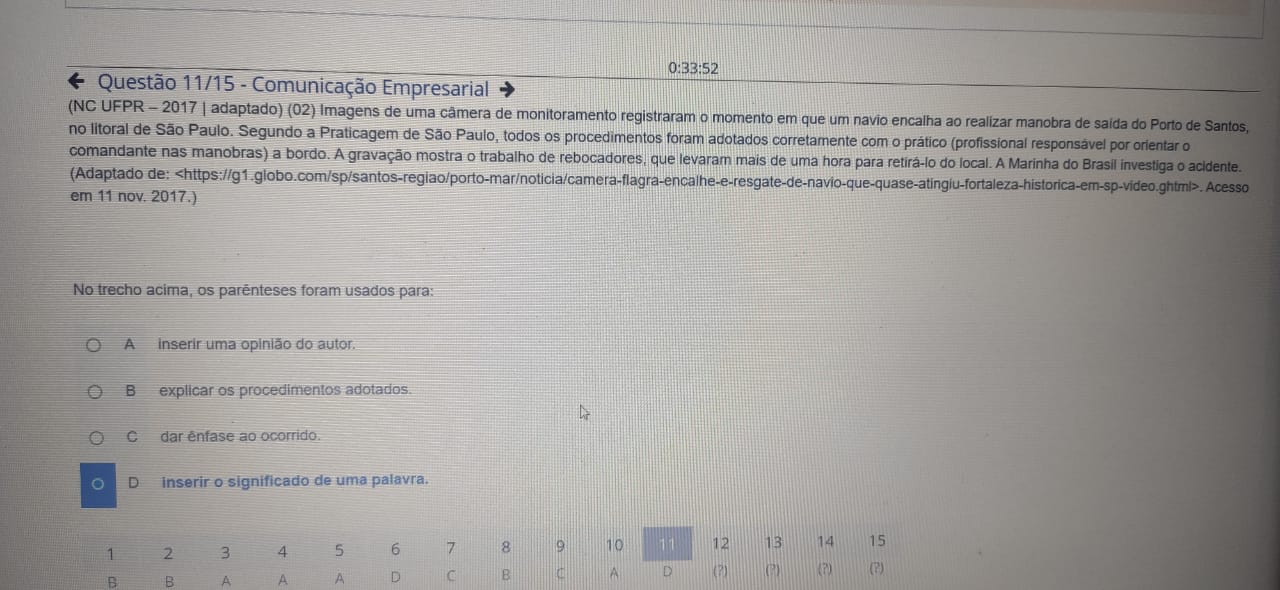 0:33:52
← Questão 11/15 - Comunicação Empresarial →
(NC UFPR – 2017 | adaptado) (02) Imagens de uma câmera de monitoramento registraram o momento em que um navio encalha ao realizar manobra de saída do Porto de Santos,
no litoral de São Paulo. Segundo a Praticagem de São Paulo, todos os procedimentos foram adotados corretamente com o prático (profissional responsável por orientar o
comandante nas manobras) a bordo. A gravação mostra o trabalho de rebocadores, que levaram mais de uma hora para retirá-lo do local. A Marinha do Brasil investiga o acidente.
(Adaptado de: <https://g1.globo.com/sp/santos-regiao/porto-mar/noticia/camera-flagra-encalhe-e-resgate-de-navio-que-quase-atingiu-fortaleza-historica-em-sp-video.ghtml>. Acesso
em 11 nov. 2017.)
No trecho acima, os parênteses foram usados para:
A inserir uma opinião do autor.
B explicar os procedimentos adotados.
C dar ênfase ao ocorrido.
D inserir o significado de uma palavra.
1 2 3 4 5 6 7 8 9 10 11 12 13 14 15
B B A A A D C B C A D (?) (?) (?) (?)